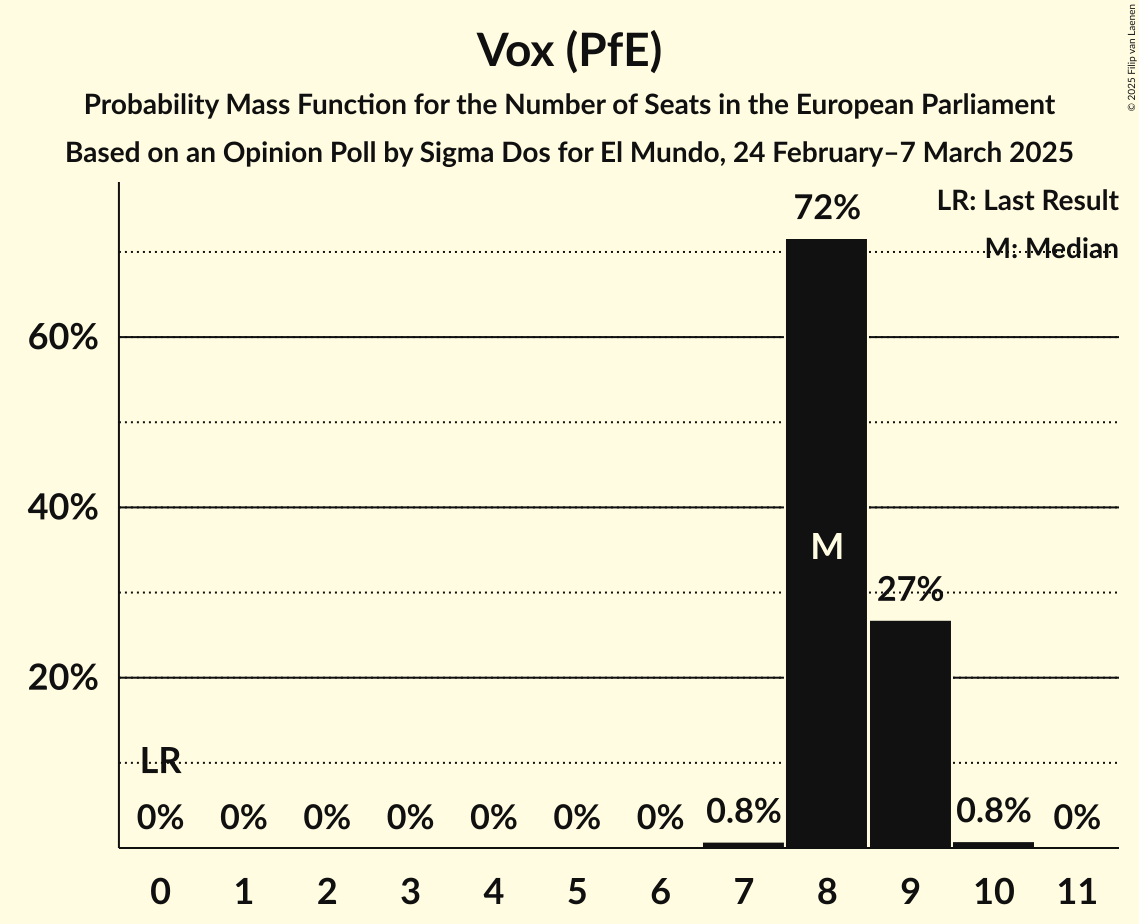 Vox (PfE)
Probability Mass Function for the Number of Seats in the European Parliament
Based on an Opinion Poll by Sigma Dos for El Mundo, 24 February–7 March 2025
© 2025 Filip van Laenen
LR: Last Result
M: Median
72%
60%
40%
M
27%
20%
LR
0% 0% 0% 0% 0% 0% 0% 0.8% 0.8% 0%
0 1 2 3 4 5 6 7 8 9 10 11